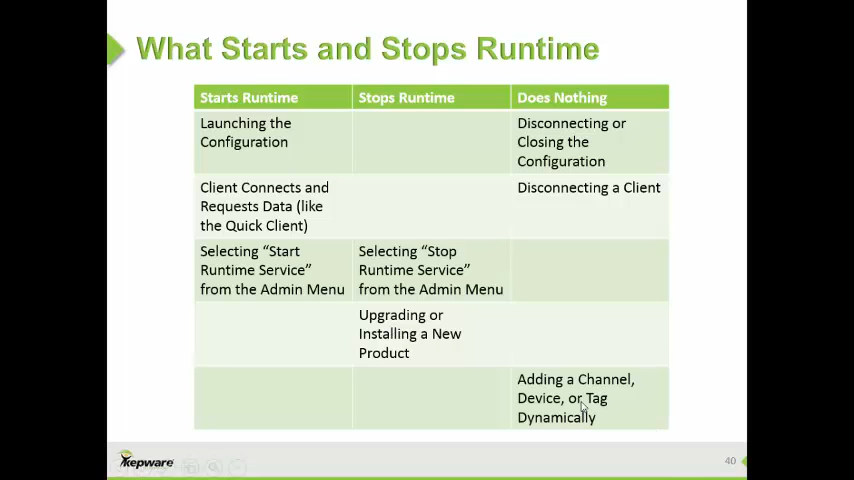 What Starts and Stops Runtime
Starts Runtime
Stops Runtime
Does Nothing
Launching the
Configuration
Disconnecting or
Closing the
Configuration
Client Connects and
Requests Data (like
the Quick Client)
Disconnecting a Client
Selecting “Start
Runtime Service”
from the Admin Menu
Selecting “Stop
Runtime Service”
from the Admin Menu
Upgrading or
Installing a New
Product
Adding a Channel,
Device, or Tag
Dynamically
kepware
40